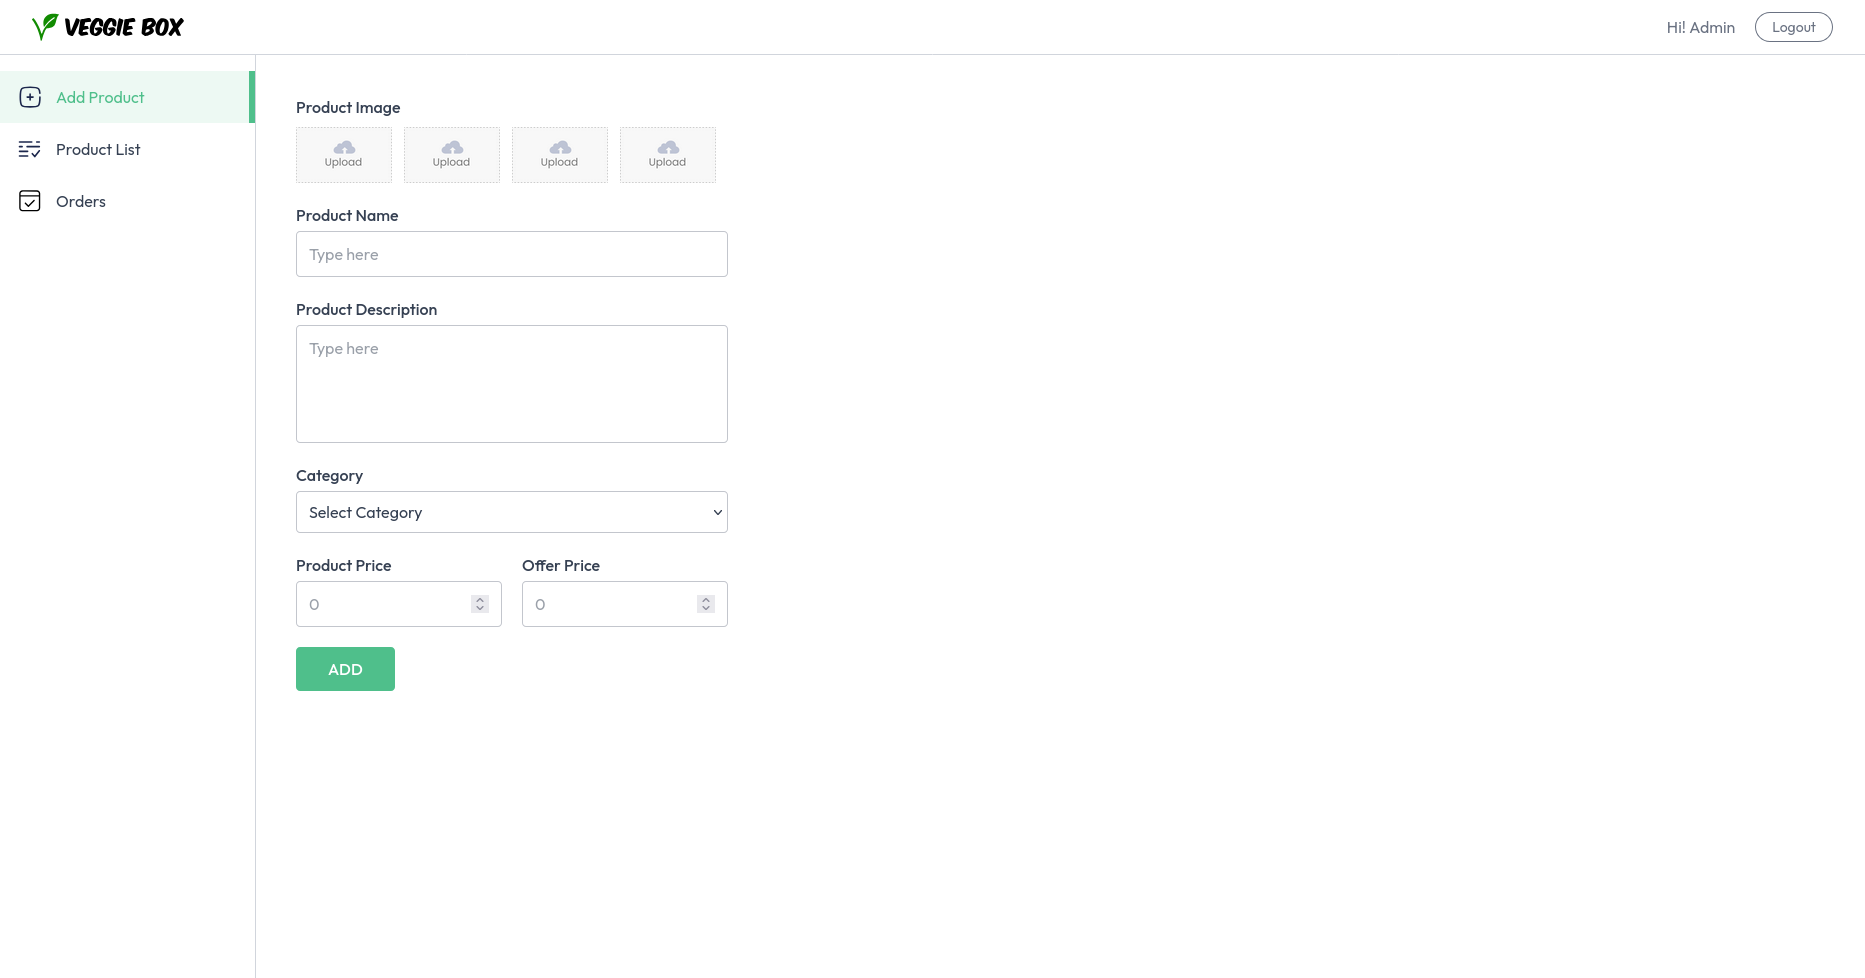 VEGGIE BOX
Hi! Admin
Logout
Add Product
Product List
Orders
Product Image
Upload
Upload
Upload
Upload
Product Name
Type here
Product Description
Type here
Category
Select Category
Product Price
Offer Price
0
0
ADD